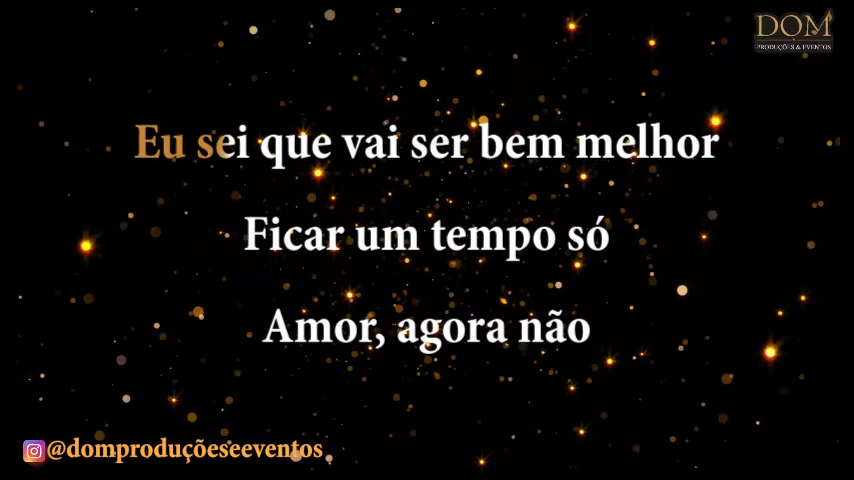 DOM
PRODUÇÕES & EVENTOS
Eu sei que vai ser bem melhor
Ficar um tempo só
Amor, agora não
@domproduçõeseeventos